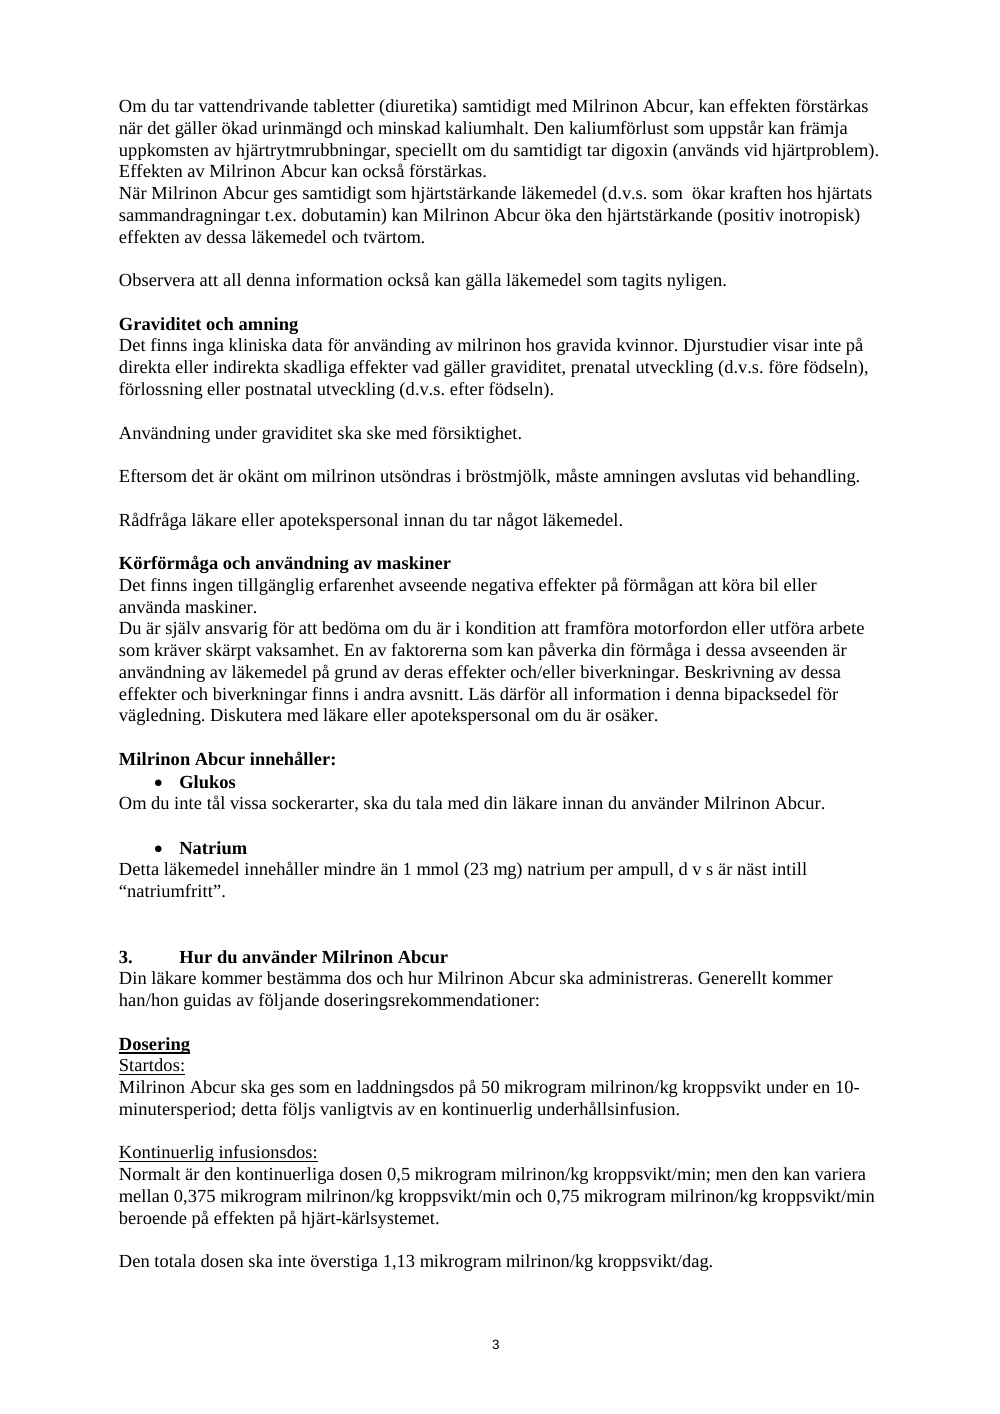 Om du tar vattendrivande tabletter (diuretika) samtidigt med Milrinon Abcur, kan effekten förstärkas
när det gäller ökad urinmängd och minskad kaliumhalt. Den kaliumförlust som uppstår kan främja
uppkomsten av hjärtrytmrubbningar, speciellt om du samtidigt tar digoxin (används vid hjärtproblem).
Effekten av Milrinon Abcur kan också förstärkas.
När Milrinon Abcur ges samtidigt som hjärtstärkande läkemedel (d.v.s. som  ökar kraften hos hjärtats
sammandragningar t.ex. dobutamin) kan Milrinon Abcur öka den hjärtstärkande (positiv inotropisk)
effekten av dessa läkemedel och tvärtom.
Observera att all denna information också kan gälla läkemedel som tagits nyligen.
Graviditet och amning
Det finns inga kliniska data för använding av milrinon hos gravida kvinnor. Djurstudier visar inte på
direkta eller indirekta skadliga effekter vad gäller graviditet, prenatal utveckling (d.v.s. före födseln),
förlossning eller postnatal utveckling (d.v.s. efter födseln).
Användning under graviditet ska ske med försiktighet.
Eftersom det är okänt om milrinon utsöndras i bröstmjölk, måste amningen avslutas vid behandling.
Rådfråga läkare eller apotekspersonal innan du tar något läkemedel.
Körförmåga och användning av maskiner
Det finns ingen tillgänglig erfarenhet avseende negativa effekter på förmågan att köra bil eller
använda maskiner.
Du är själv ansvarig för att bedöma om du är i kondition att framföra motorfordon eller utföra arbete
som kräver skärpt vaksamhet. En av faktorerna som kan påverka din förmåga i dessa avseenden är
användning av läkemedel på grund av deras effekter och/eller biverkningar. Beskrivning av dessa
effekter och biverkningar finns i andra avsnitt. Läs därför all information i denna bipacksedel för
vägledning. Diskutera med läkare eller apotekspersonal om du är osäker.
Milrinon Abcur innehåller:
• Glukos
Om du inte tål vissa sockerarter, ska du tala med din läkare innan du använder Milrinon Abcur.
• Natrium
Detta läkemedel innehåller mindre än 1 mmol (23 mg) natrium per ampull, d v s är näst intill
“natriumfritt”.
3. Hur du använder Milrinon Abcur
Din läkare kommer bestämma dos och hur Milrinon Abcur ska administreras. Generellt kommer
han/hon guidas av följande doseringsrekommendationer:
Dosering
Startdos:
Milrinon Abcur ska ges som en laddningsdos på 50 mikrogram milrinon/kg kroppsvikt under en 10-
minutersperiod; detta följs vanligtvis av en kontinuerlig underhållsinfusion.
Kontinuerlig infusionsdos:
Normalt är den kontinuerliga dosen 0,5 mikrogram milrinon/kg kroppsvikt/min; men den kan variera
mellan 0,375 mikrogram milrinon/kg kroppsvikt/min och 0,75 mikrogram milrinon/kg kroppsvikt/min
beroende på effekten på hjärt-kärlsystemet.
Den totala dosen ska inte överstiga 1,13 mikrogram milrinon/kg kroppsvikt/dag.
3